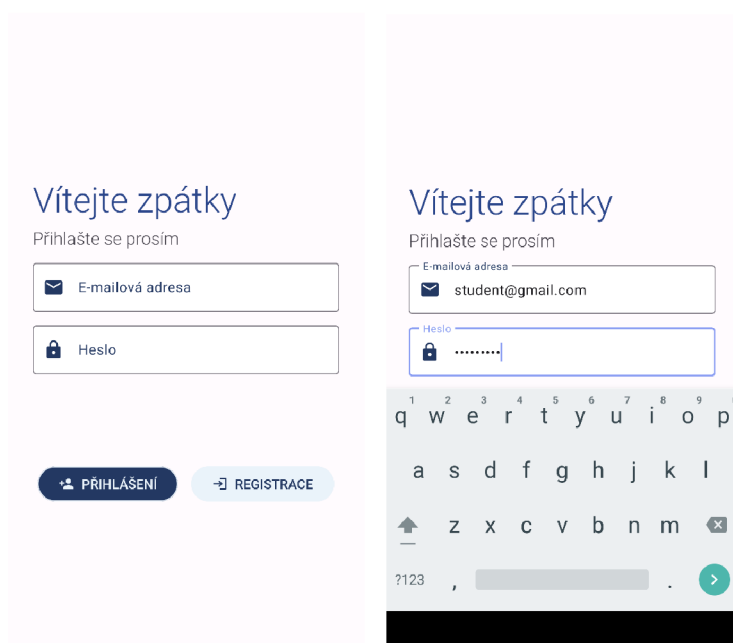 Vítejte zpátky
Přihlašte se prosím
E-mailová adresa
Heslo
PŘIHLÁŠENÍ REGISTRACE
Vítejte zpátky
Přihlašte se prosím
E-mailová adresa
student@gmail.com
Heslo
•••••••••
1 2 3 4 5 6 7 8 9
q w e r t y u i o p
a s d f g h j k l
z x c v b n m
?123 , .